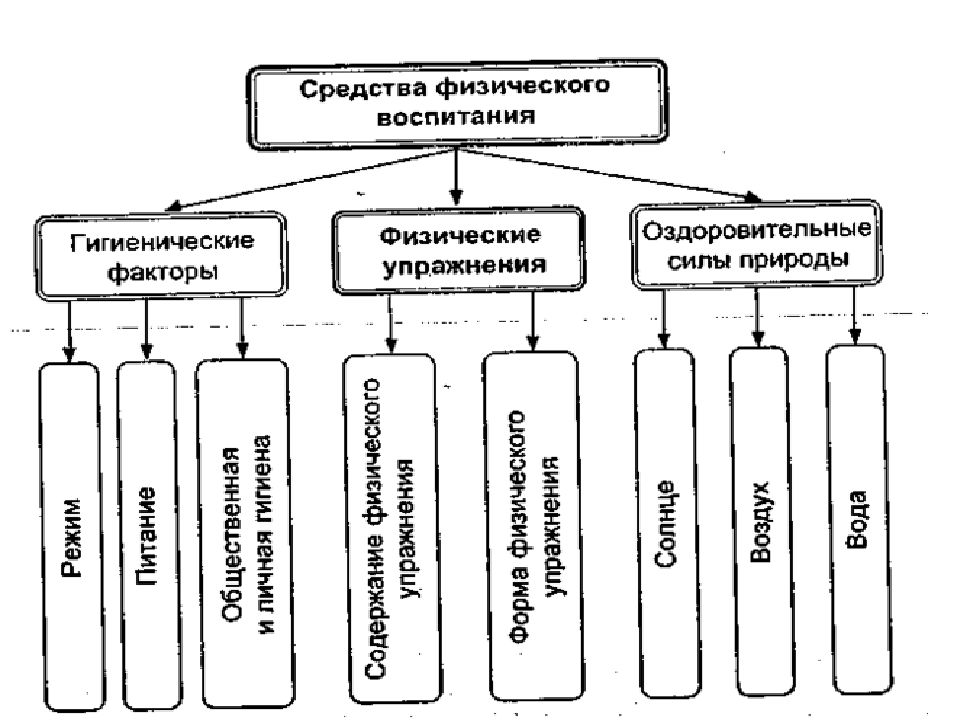 Средства физического
воспитания
Гигиенические
факторы
Физические
упражнения
Оздоровительные
силы природы
Режим
Питание
Общественная
и личная гигиена
Содержание физического
упражнения
Форма физического
упражнения
Солнце
Воздух
Вода